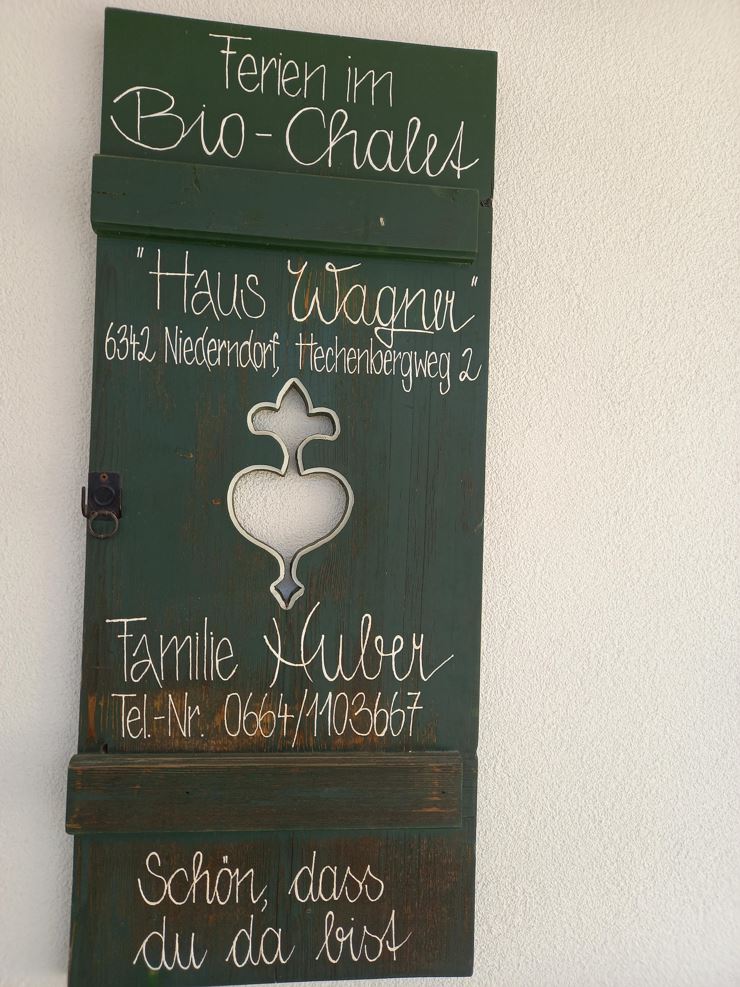 Ferien im
Bio-Chalet
"Haus Wagner"
6342 Niederndorf, Hechenbergweg 2
Familie Huber
Tel.-Nr. 0664/1103667
Schön, dass
du da bist